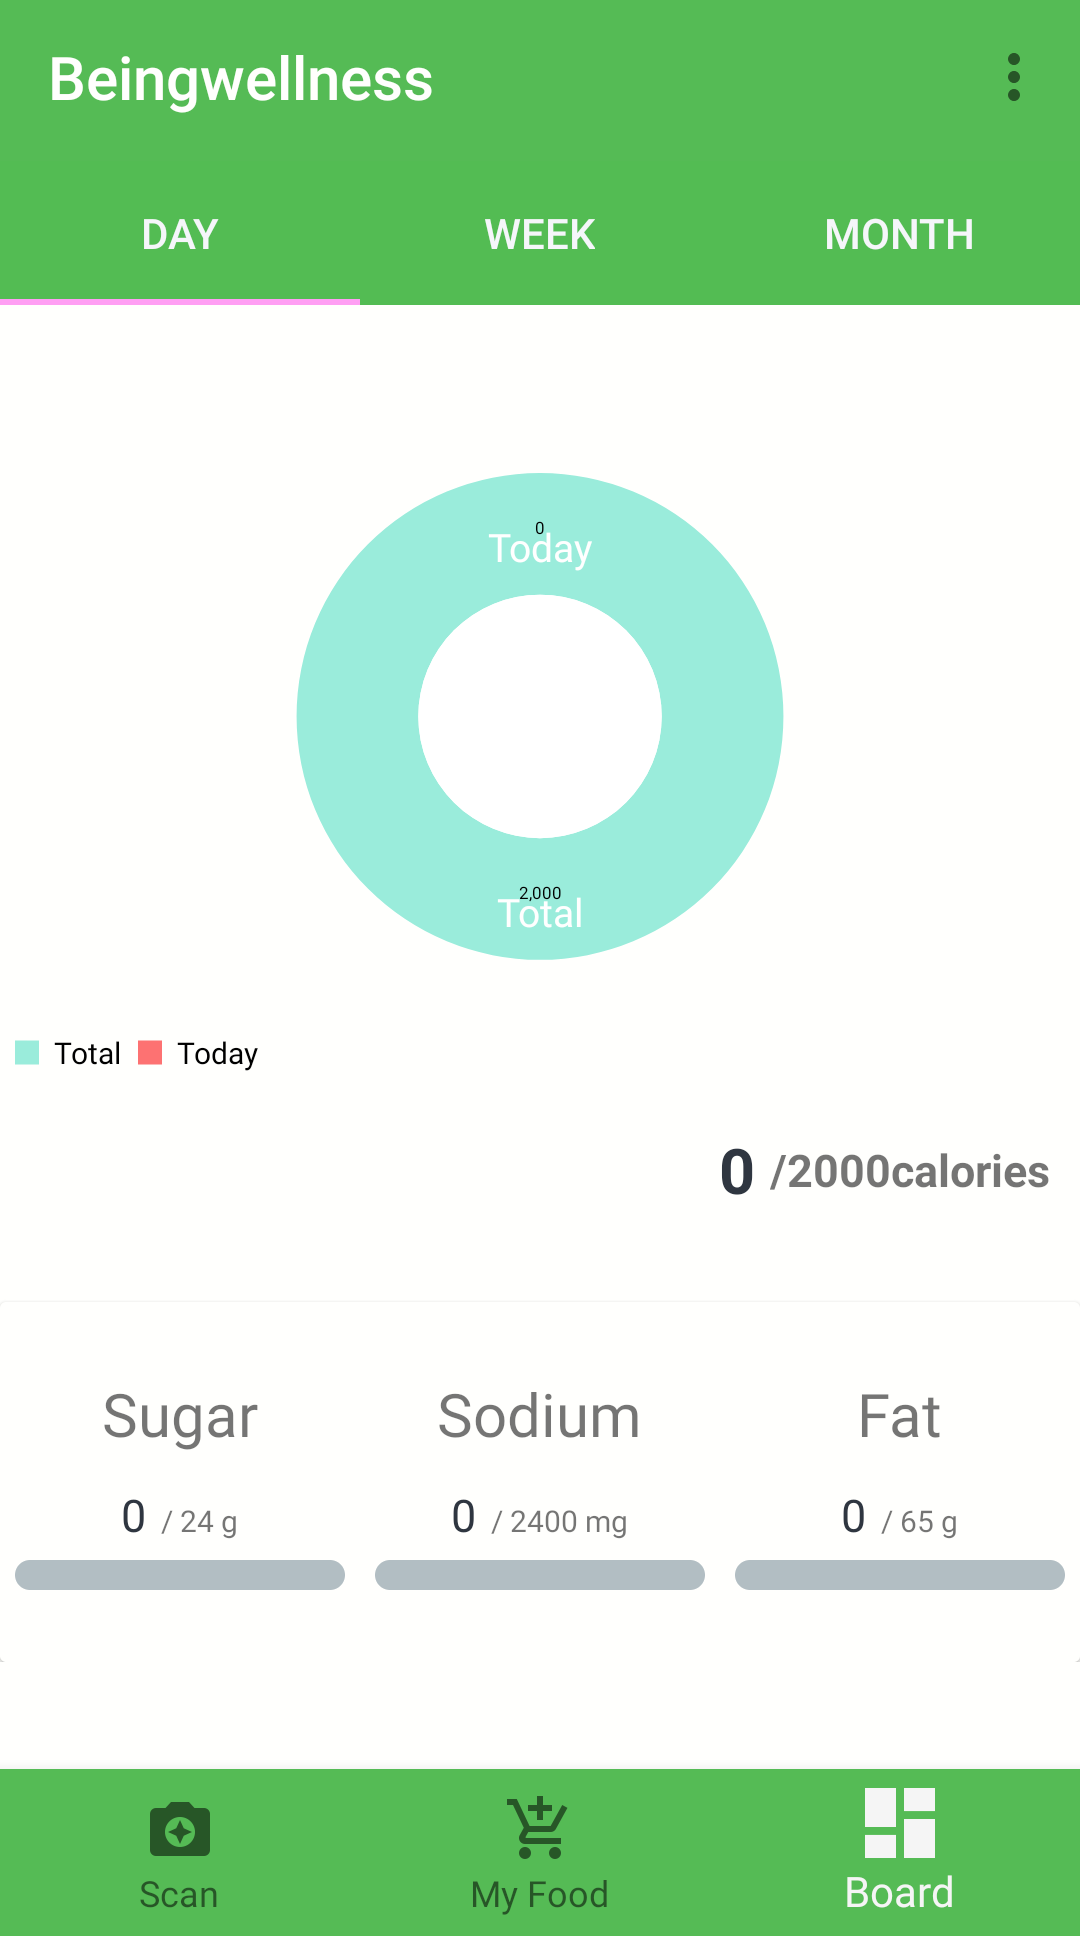 Beingwellness
DAY WEEK MONTH
0
Today
2,000
Total
Total Today
0 /2000calories
Sugar Sodium Fat
0 / 24 g 0 / 2400 mg 0 / 65 g
Scan My Food Board